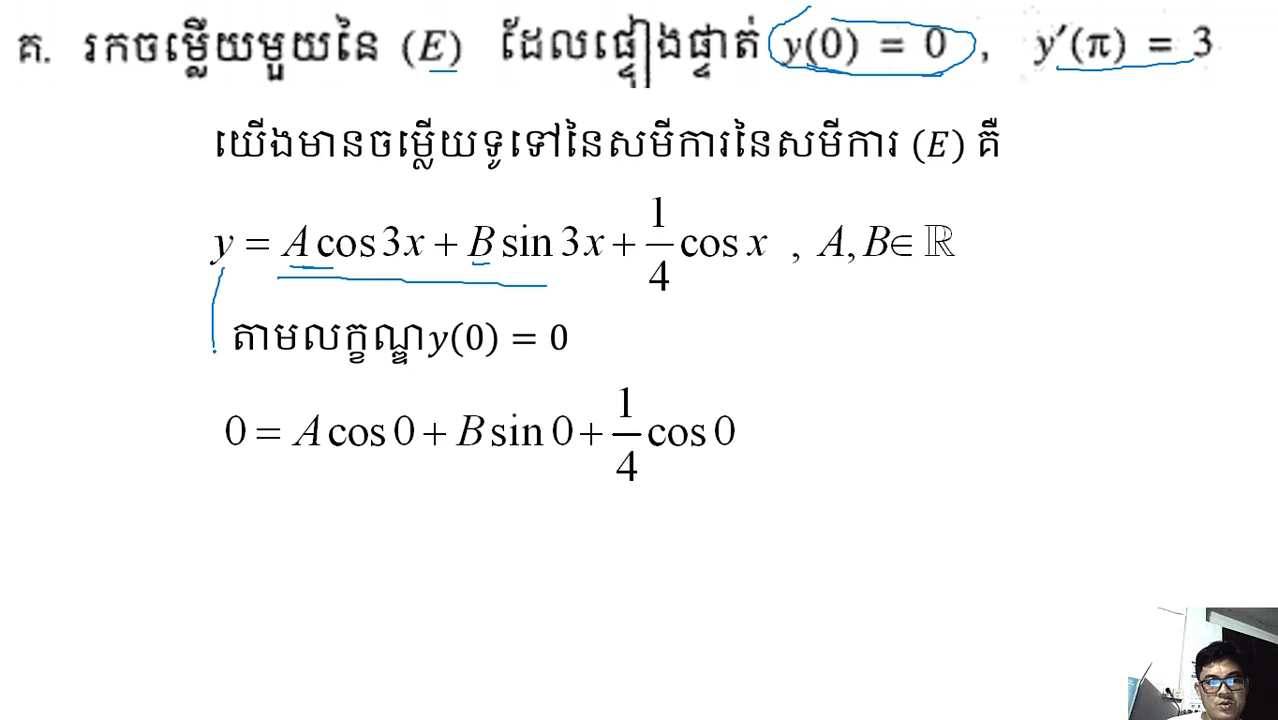 គ. រកចម្លើយមួយនៃ (E) ដែលផ្ទៀងផ្ទាត់ y(0) = 0 , y′(π) = 3
យើងមានចម្លើយទូទៅនៃសមីការនៃសមីការ (E) គឺ
y = A cos 3x + B sin 3x + 1/4 cos x , A, B ∈ ℝ
តាមលក្ខណ្ឌy(0) = 0
0 = A cos 0 + B sin 0 + 1/4 cos 0